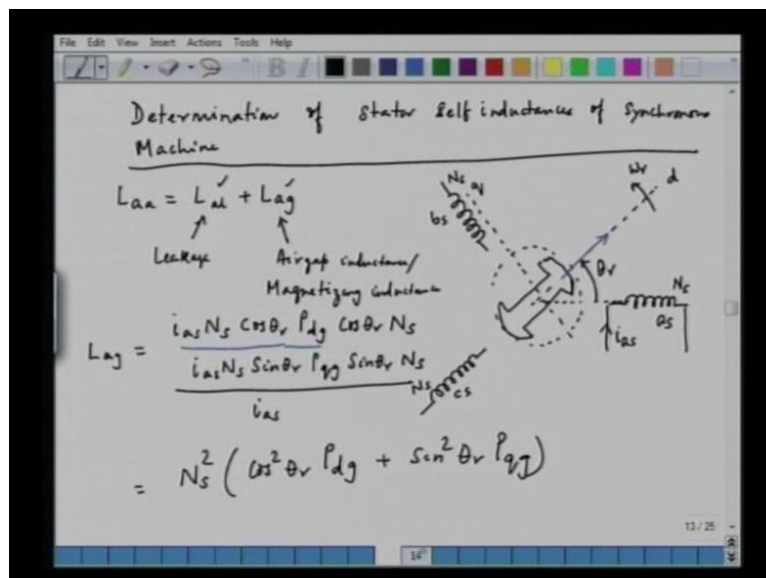 File Edit View Insert Actions Tools Help
B I
Determination of Stator Self inductances of Synchronous
Machine
Laa = Lal + Lag
Leakage
Airgap inductance/
Magnetizing inductance
Lag = ias Ns Cosθr Pdg Cosθr Ns
ias Ns Sinθr Pqg Sinθr Ns
ias
= Ns² ( Cos²θr Pdg + Sin²θr Pqg )
Ns
q
bs
ωr
d
θr
Ns
as
ias
Ns
cs
13 / 25
14